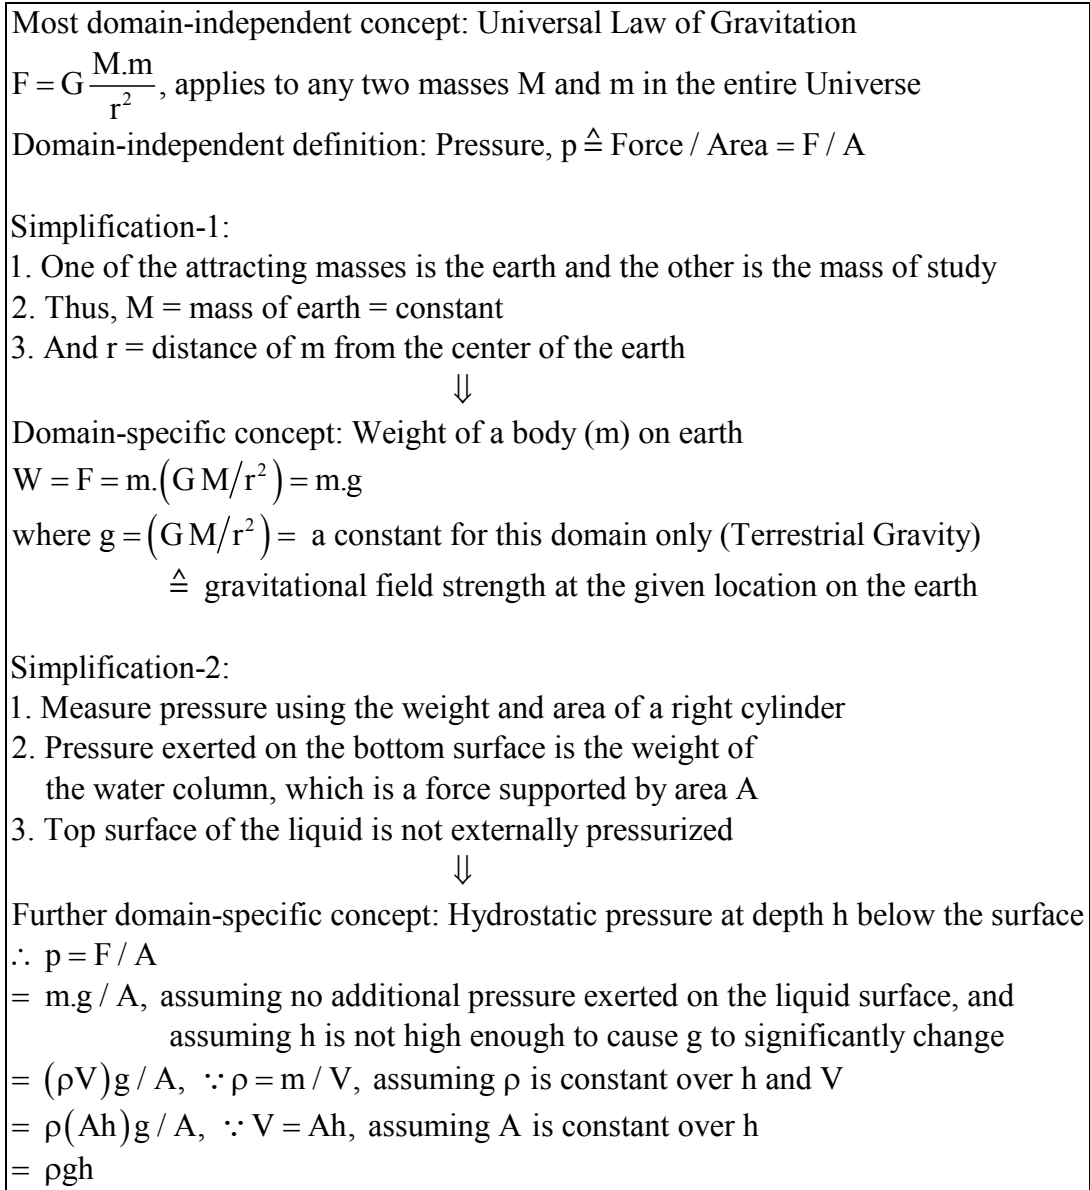 Most domain-independent concept: Universal Law of Gravitation
F = G M.m / r², applies to any two masses M and m in the entire Universe
Domain-independent definition: Pressure, p ≙ Force / Area = F / A
Simplification-1:
1. One of the attracting masses is the earth and the other is the mass of study
2. Thus, M = mass of earth = constant
3. And r = distance of m from the center of the earth
⇓
Domain-specific concept: Weight of a body (m) on earth
W = F = m.(G M/r²) = m.g
where g = (G M/r²) = a constant for this domain only (Terrestrial Gravity)
≙ gravitational field strength at the given location on the earth
Simplification-2:
1. Measure pressure using the weight and area of a right cylinder
2. Pressure exerted on the bottom surface is the weight of
the water column, which is a force supported by area A
3. Top surface of the liquid is not externally pressurized
⇓
Further domain-specific concept: Hydrostatic pressure at depth h below the surface
∴ p = F / A
= m.g / A, assuming no additional pressure exerted on the liquid surface, and
assuming h is not high enough to cause g to significantly change
= (ρV)g / A, ∵ ρ = m / V, assuming ρ is constant over h and V
= ρ(Ah)g / A, ∵ V = Ah, assuming A is constant over h
= ρgh